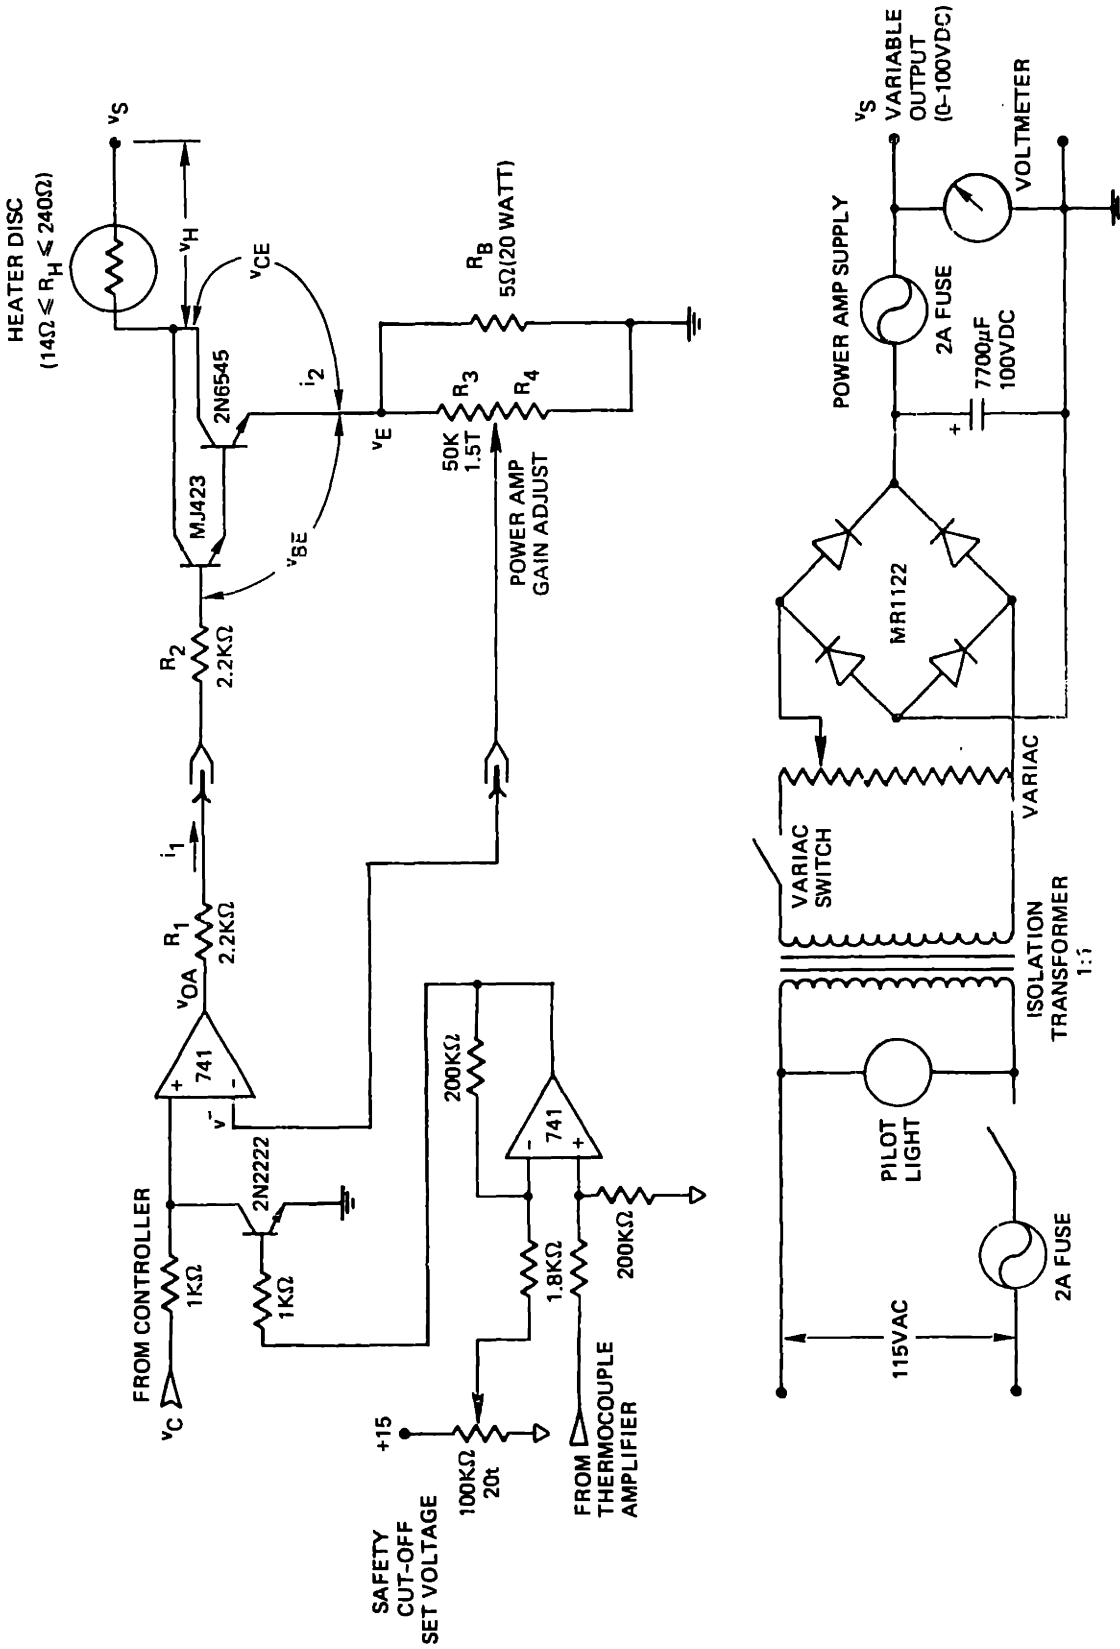 HEATER DISC
(14Ω ⩽ R_H ⩽ 240Ω)
v_S
v_H
v_CE
2N6545
MJ423
i_2
v_BE
v_E
R_B
5Ω(20 WATT)
R_3
R_4
50K
1.5T
POWER AMP
GAIN ADJUST
R_2
2.2KΩ
i_1
R_1
2.2KΩ
v_OA
741
+
-
v^-
2N2222
FROM CONTROLLER
1KΩ
v_C
1KΩ
200KΩ
741
-
+
1.8KΩ
200KΩ
+15
100KΩ
20t
SAFETY
CUT-OFF
SET VOLTAGE
FROM
THERMOCOUPLE
AMPLIFIER
POWER AMP SUPPLY
v_S
VARIABLE
OUTPUT
(0-100VDC)
VOLTMETER
2A FUSE
+
7700μF
100VDC
MR1122
VARIAC
VARIAC
SWITCH
ISOLATION
TRANSFORMER
1:1
PILOT
LIGHT
2A FUSE
115VAC